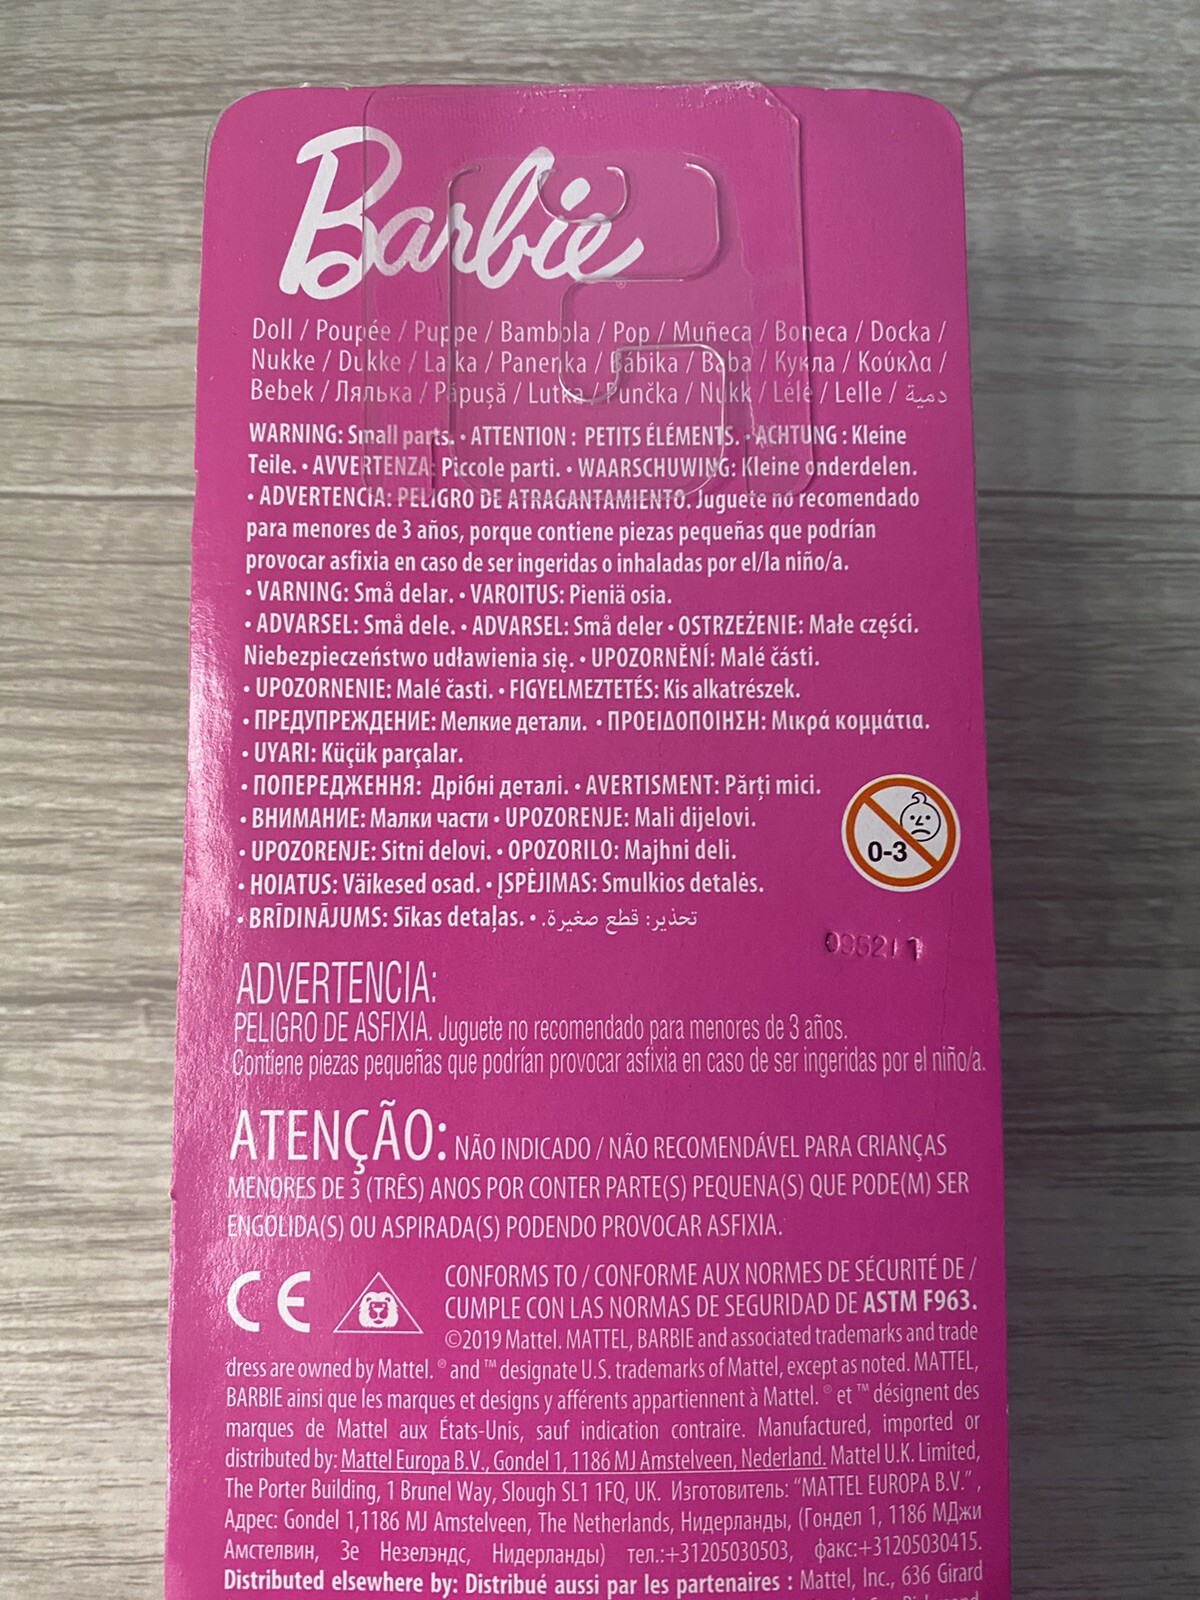 Barbie®
Doll / Poupée / Puppe / Bambola / Pop / Muñeca / Boneca / Docka /
Nukke / Dukke / Lalka / Panenka / Bábika / Baba / Кукла / Κούκλα /
Bebek / Лялька / Păpuşă / Lutka / Punčka / Nukk / Lėlė / Lelle / دمية
WARNING: Small parts. • ATTENTION : PETITS ÉLÉMENTS. • ACHTUNG : Kleine
Teile. • AVVERTENZA: Piccole parti. • WAARSCHUWING: Kleine onderdelen.
• ADVERTENCIA: PELIGRO DE ATRAGANTAMIENTO. Juguete no recomendado
para menores de 3 años, porque contiene piezas pequeñas que podrían
provocar asfixia en caso de ser ingeridas o inhaladas por el/la niño/a.
• VARNING: Små delar. • VAROITUS: Pieniä osia.
• ADVARSEL: Små dele. • ADVARSEL: Små deler • OSTRZEŻENIE: Małe części.
Niebezpieczeństwo udławienia się. • UPOZORNĚNÍ: Malé části.
• UPOZORNENIE: Malé časti. • FIGYELMEZTETÉS: Kis alkatrészek.
• ПРЕДУПРЕЖДЕНИЕ: Мелкие детали. • ΠΡΟΕΙΔΟΠΟΙΗΣΗ: Μικρά κομμάτια.
• UYARI: Küçük parçalar.
• ПОПЕРЕДЖЕННЯ: Дрібні деталі. • AVERTISMENT: Părţi mici.
• ВНИМАНИЕ: Малки части • UPOZORENJE: Mali dijelovi.
• UPOZORENJE: Sitni delovi. • OPOZORILO: Majhni deli.
0-3
• HOIATUS: Väikesed osad. • ĮSPĖJIMAS: Smulkios detalės.
• BRĪDINĀJUMS: Sīkas detaļas. • تحذير: قطع صغيرة.
ADVERTENCIA:
PELIGRO DE ASFIXIA. Juguete no recomendado para menores de 3 años.
Contiene piezas pequeñas que podrían provocar asfixia en caso de ser ingeridas por el niño/a.
ATENÇÃO: NÃO INDICADO / NÃO RECOMENDÁVEL PARA CRIANÇAS
MENORES DE 3 (TRÊS) ANOS POR CONTER PARTE(S) PEQUENA(S) QUE PODE(M) SER
ENGOLIDA(S) OU ASPIRADA(S) PODENDO PROVOCAR ASFIXIA.
CE
CONFORMS TO / CONFORME AUX NORMES DE SÉCURITÉ DE /
CUMPLE CON LAS NORMAS DE SEGURIDAD DE ASTM F963.
©2019 Mattel. MATTEL, BARBIE and associated trademarks and trade
dress are owned by Mattel. ® and ™ designate U.S. trademarks of Mattel, except as noted. MATTEL,
BARBIE ainsi que les marques et designs y afférents appartiennent à Mattel. ® et ™ désignent des
marques de Mattel aux États-Unis, sauf indication contraire. Manufactured, imported or
distributed by: Mattel Europa B.V., Gondel 1, 1186 MJ Amstelveen, Nederland. Mattel U.K. Limited,
The Porter Building, 1 Brunel Way, Slough SL1 1FQ, UK. Изготовитель: “MATTEL EUROPA B.V.”,
Адрес: Gondel 1,1186 MJ Amstelveen, The Netherlands, Нидерланды, (Гондел 1, 1186 МДжи
Амстелвин, Зе Незелэндс, Нидерланды) тел.:+31205030503, факс:+31205030415.
Distributed elsewhere by: Distribué aussi par les partenaires : Mattel, Inc., 636 Girard